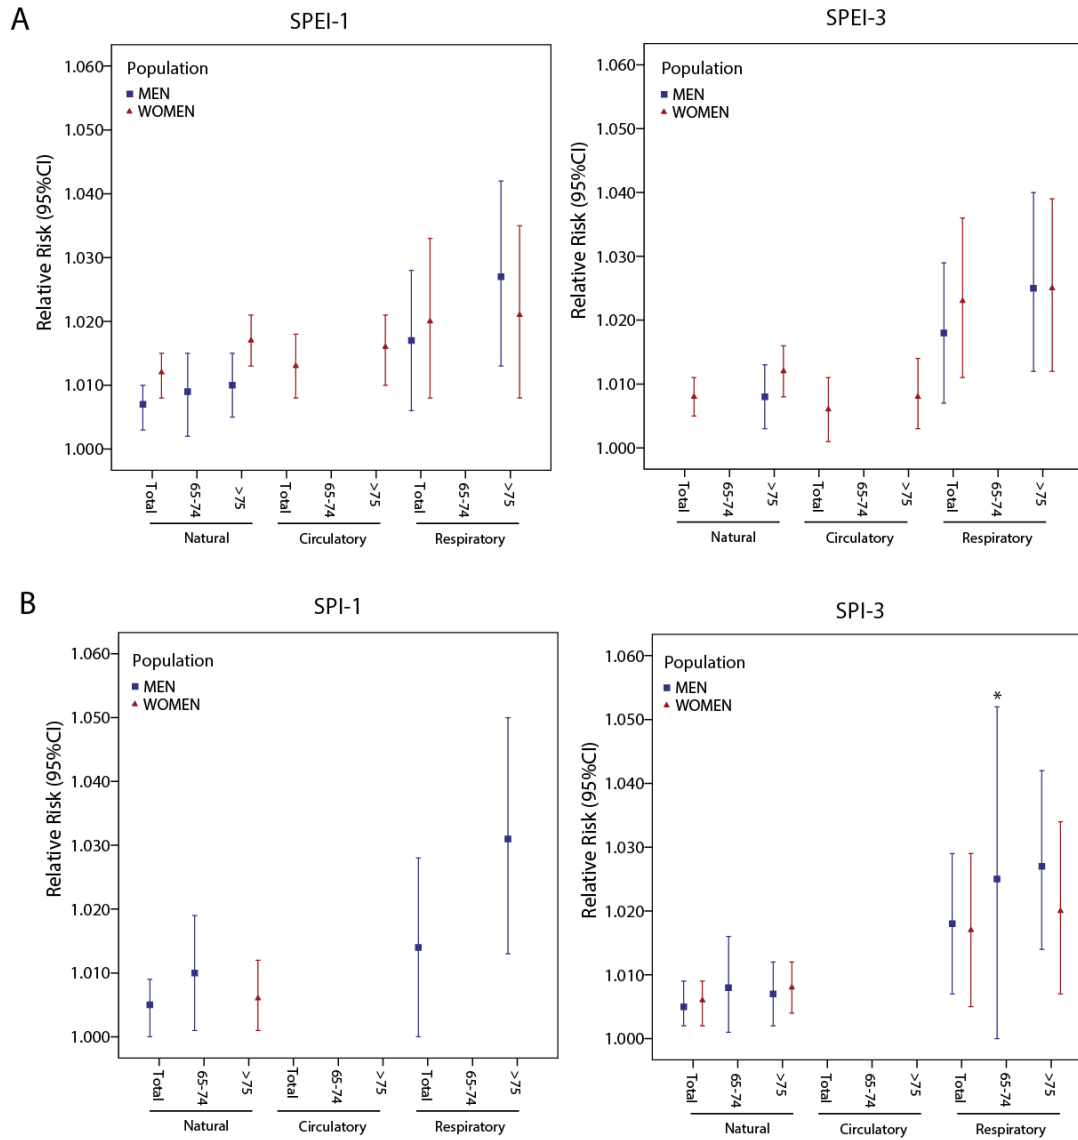 A
SPEI-1
Relative Risk (95%CI)
1.060
1.050
1.040
1.030
1.020
1.010
1.000
Population
MEN
WOMEN
Total
65-74
>75
Total
65-74
>75
Total
65-74
>75
Natural
Circulatory
Respiratory
SPEI-3
Relative Risk (95%CI)
1.060
1.050
1.040
1.030
1.020
1.010
1.000
Population
MEN
WOMEN
Total
65-74
>75
Total
65-74
>75
Total
65-74
>75
Natural
Circulatory
Respiratory
B
SPI-1
Relative Risk (95%CI)
1.060
1.050
1.040
1.030
1.020
1.010
1.000
Population
MEN
WOMEN
Total
65-74
>75
Total
65-74
>75
Total
65-74
>75
Natural
Circulatory
Respiratory
SPI-3
Relative Risk (95%CI)
1.060
1.050
1.040
1.030
1.020
1.010
1.000
Population
MEN
WOMEN
*
Total
65-74
>75
Total
65-74
>75
Total
65-74
>75
Natural
Circulatory
Respiratory